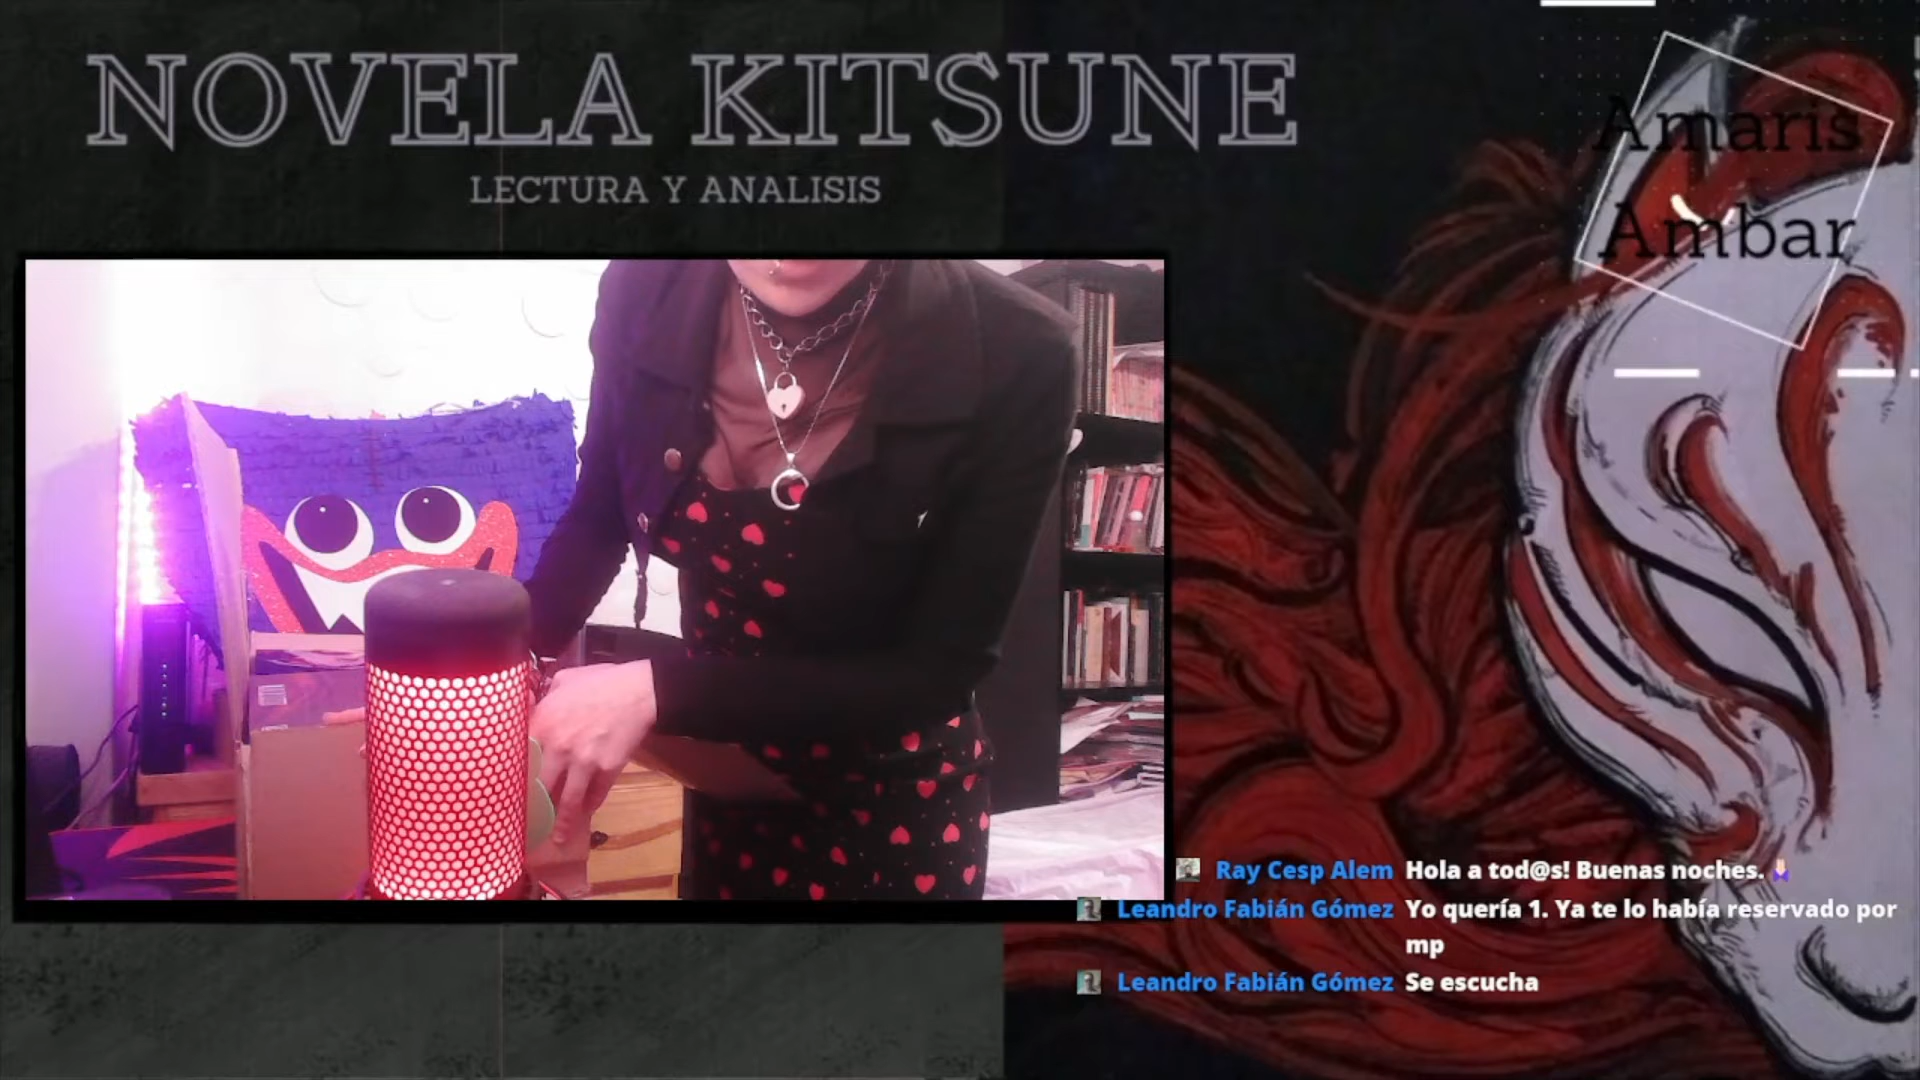 NOVELA KITSUNE
LECTURA Y ANALISIS
Amaris
Ambar
Ray Cesp Alem Hola a tod@s! Buenas noches.
Leandro Fabián Gómez Yo quería 1. Ya te lo había reservado por
mp
Leandro Fabián Gómez Se escucha